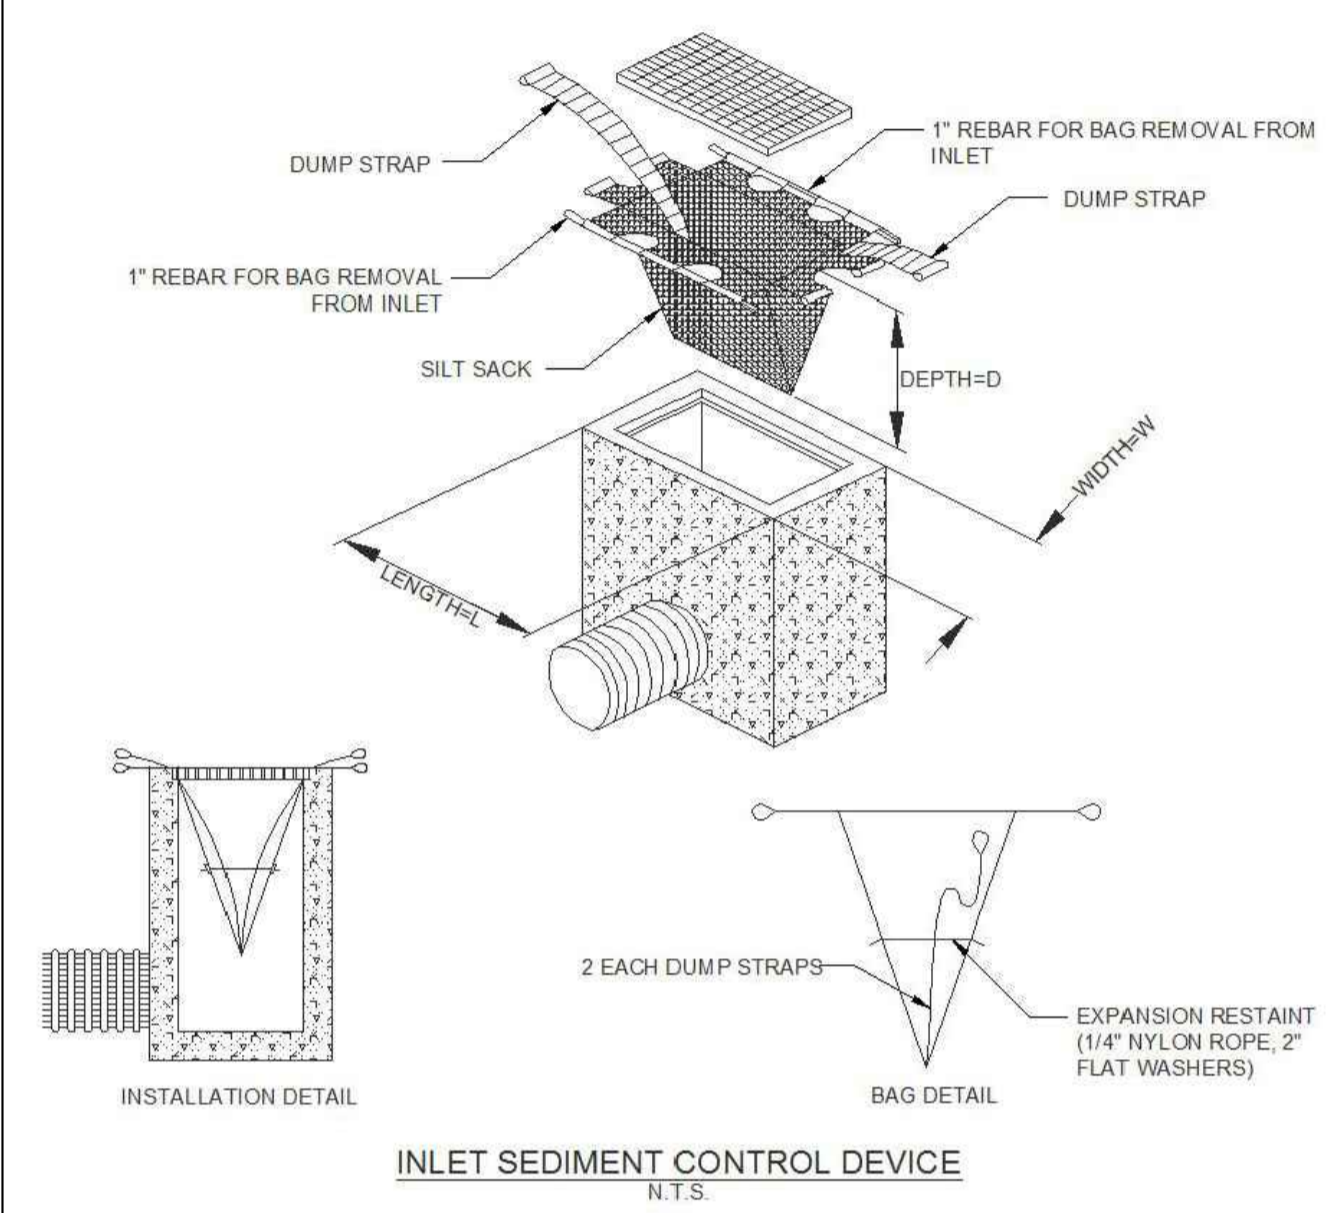 1" REBAR FOR BAG REMOVAL FROM
INLET
DUMP STRAP
DUMP STRAP
1" REBAR FOR BAG REMOVAL
FROM INLET
SILT SACK
DEPTH=D
WIDTH=W
LENGTH=L
2 EACH DUMP STRAPS
EXPANSION RESTAINT
(1/4" NYLON ROPE, 2"
FLAT WASHERS)
INSTALLATION DETAIL
BAG DETAIL
INLET SEDIMENT CONTROL DEVICE
N.T.S.